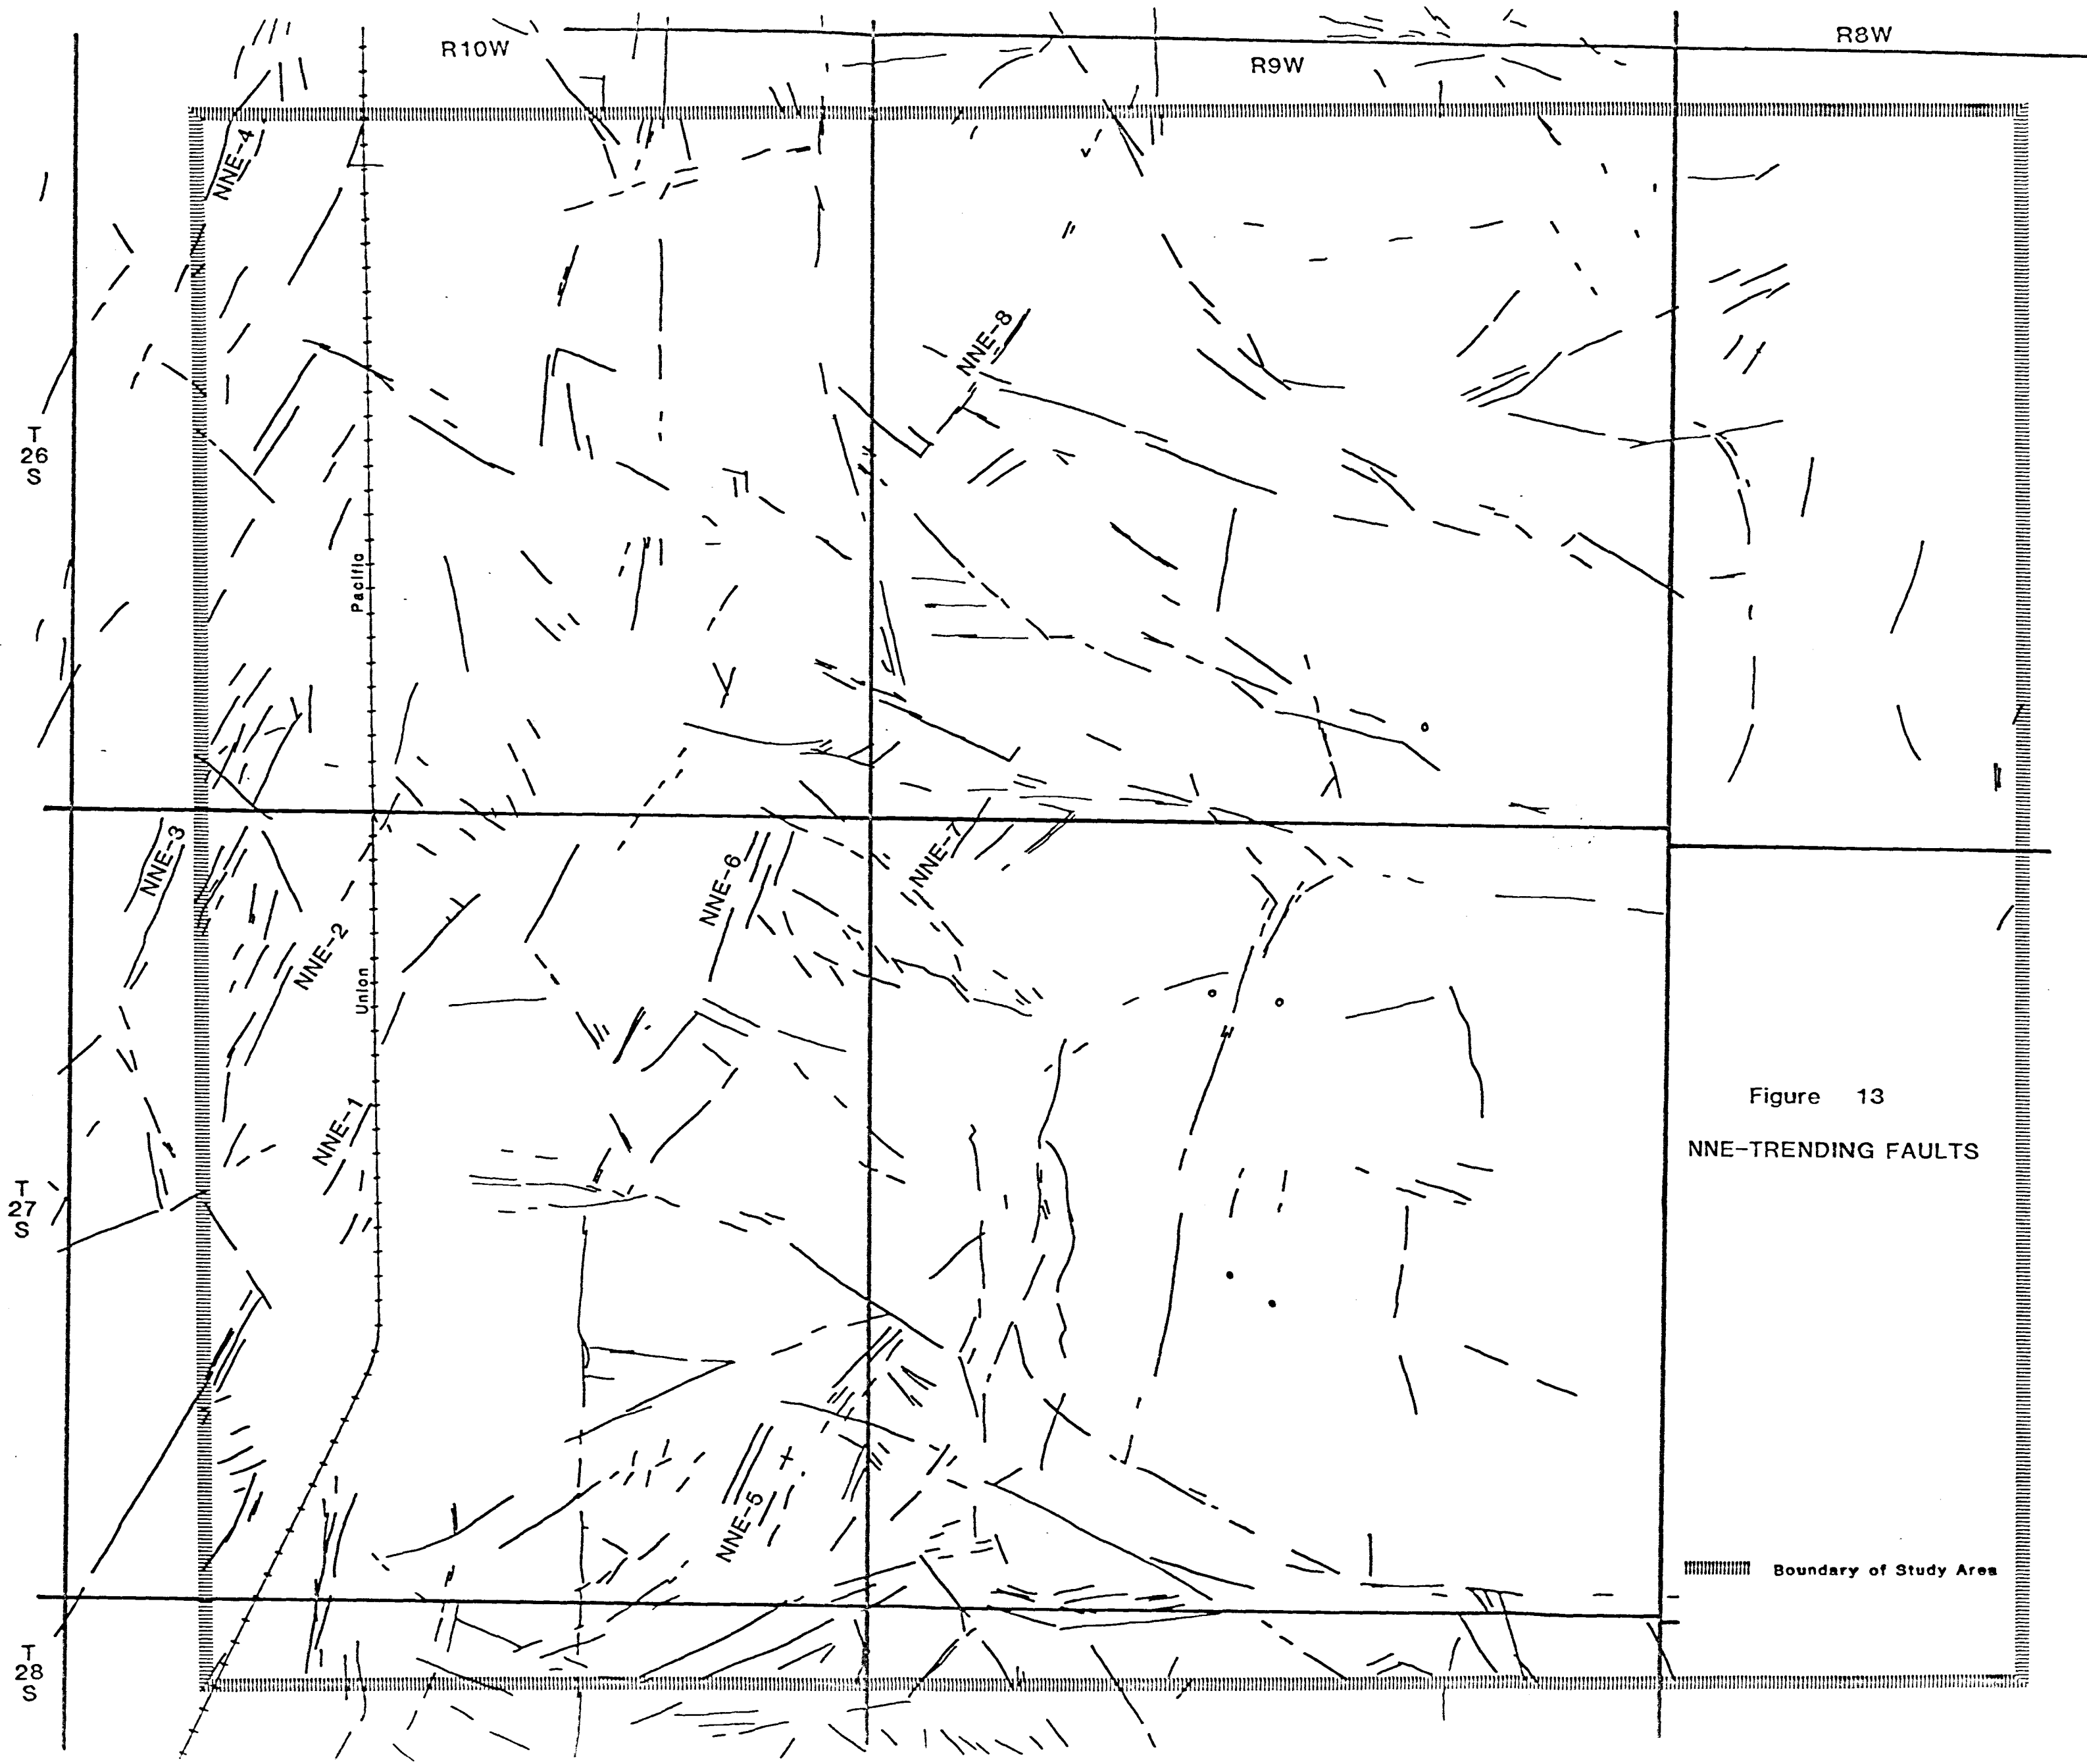 R10W
R9W
R8W
NNE-4
NNE-8
T
26
S
Pacific
NNE-3
NNE-6
NNE-7
NNE-2
Union
NNE-1
Figure 13
NNE-TRENDING FAULTS
T
27
S
NNE-5
Boundary of Study Area
T
28
S